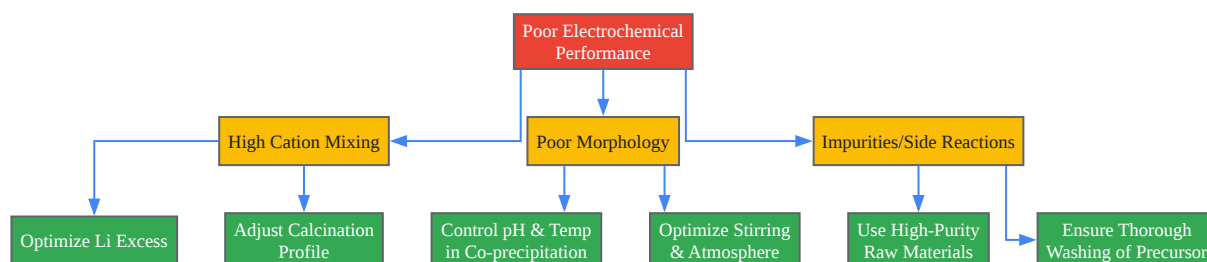 Poor Electrochemical
Performance
High Cation Mixing
Poor Morphology
Impurities/Side Reactions
Optimize Li Excess
Adjust Calcination
Profile
Control pH & Temp
in Co-precipitation
Optimize Stirring
& Atmosphere
Use High-Purity
Raw Materials
Ensure Thorough
Washing of Precursor